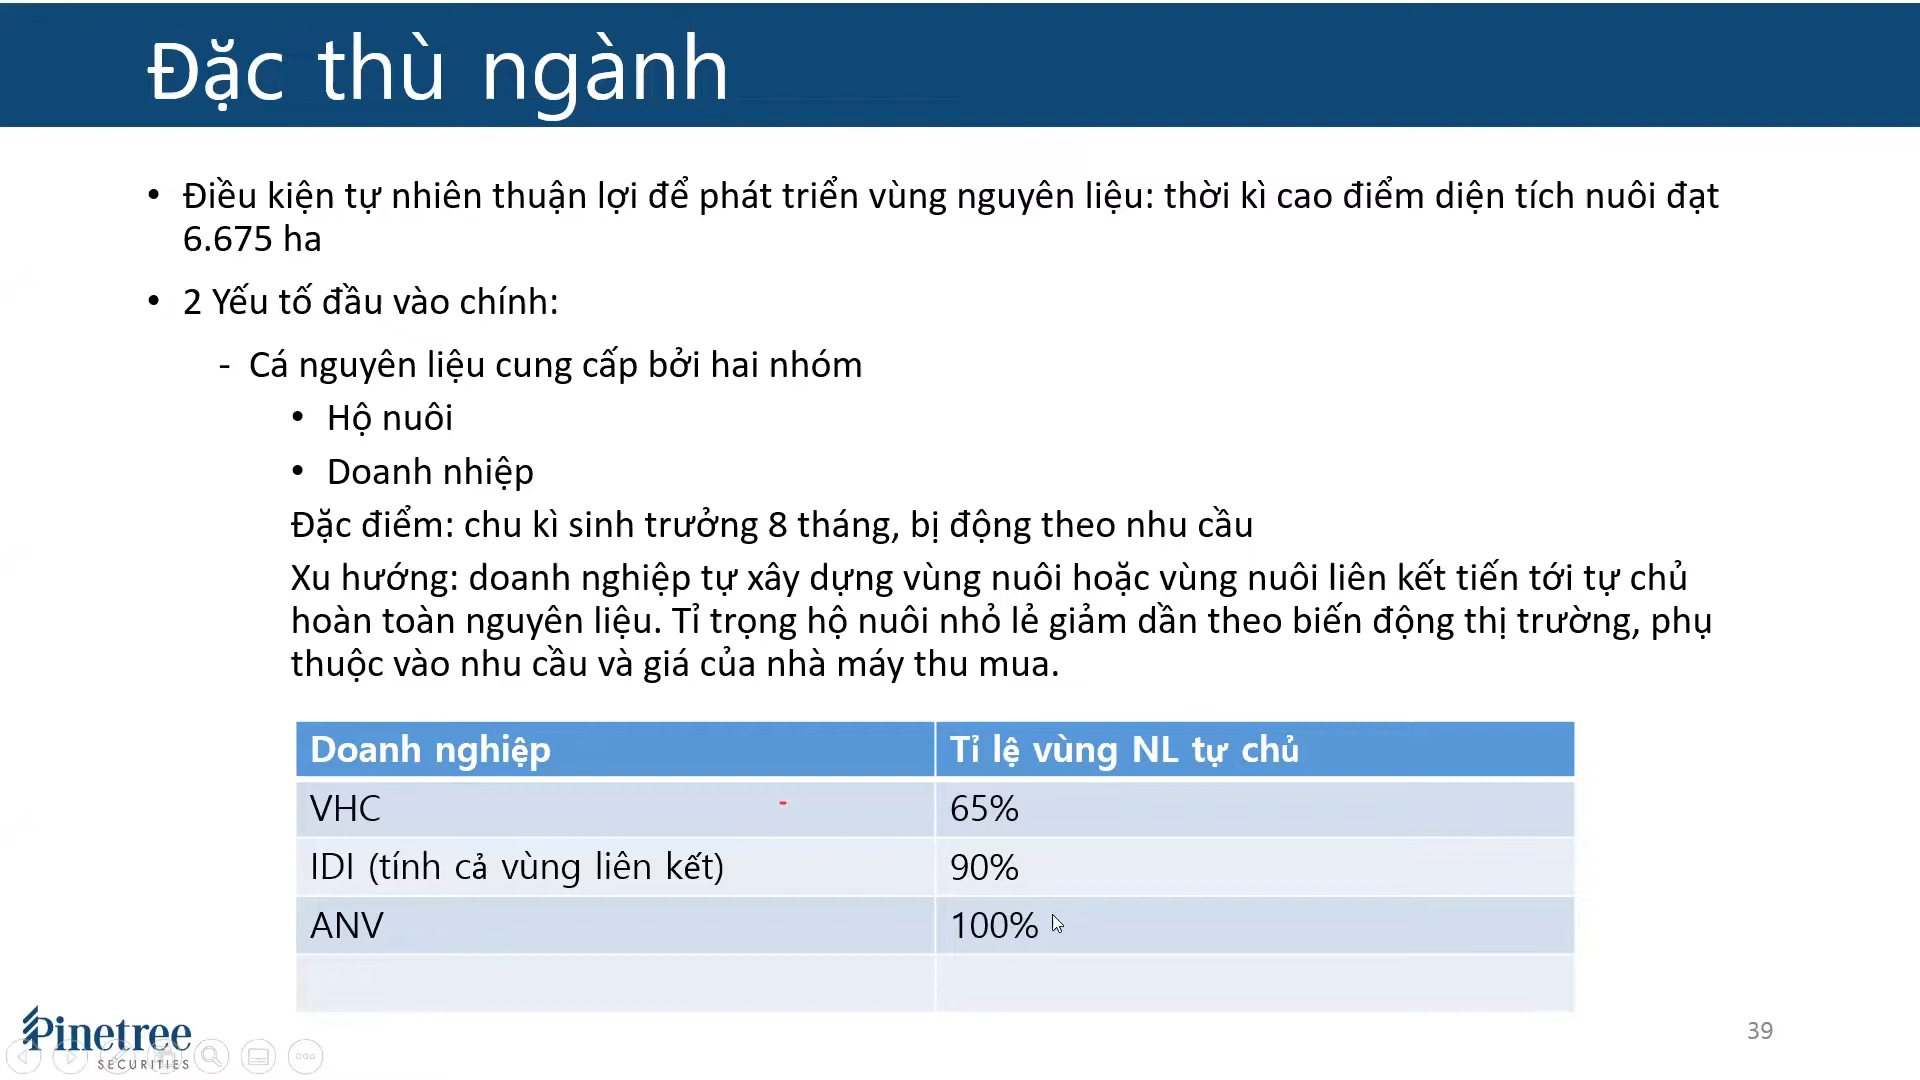 Đặc thù ngành
• Điều kiện tự nhiên thuận lợi để phát triển vùng nguyên liệu: thời kì cao điểm diện tích nuôi đạt
6.675 ha
• 2 Yếu tố đầu vào chính:
- Cá nguyên liệu cung cấp bởi hai nhóm
• Hộ nuôi
• Doanh nhiệp
Đặc điểm: chu kì sinh trưởng 8 tháng, bị động theo nhu cầu
Xu hướng: doanh nghiệp tự xây dựng vùng nuôi hoặc vùng nuôi liên kết tiến tới tự chủ
hoàn toàn nguyên liệu. Tỉ trọng hộ nuôi nhỏ lẻ giảm dần theo biến động thị trường, phụ
thuộc vào nhu cầu và giá của nhà máy thu mua.
Doanh nghiệp Tỉ lệ vùng NL tự chủ
VHC 65%
IDI (tính cả vùng liên kết) 90%
ANV 100%
Pinetree
SECURITIES
39